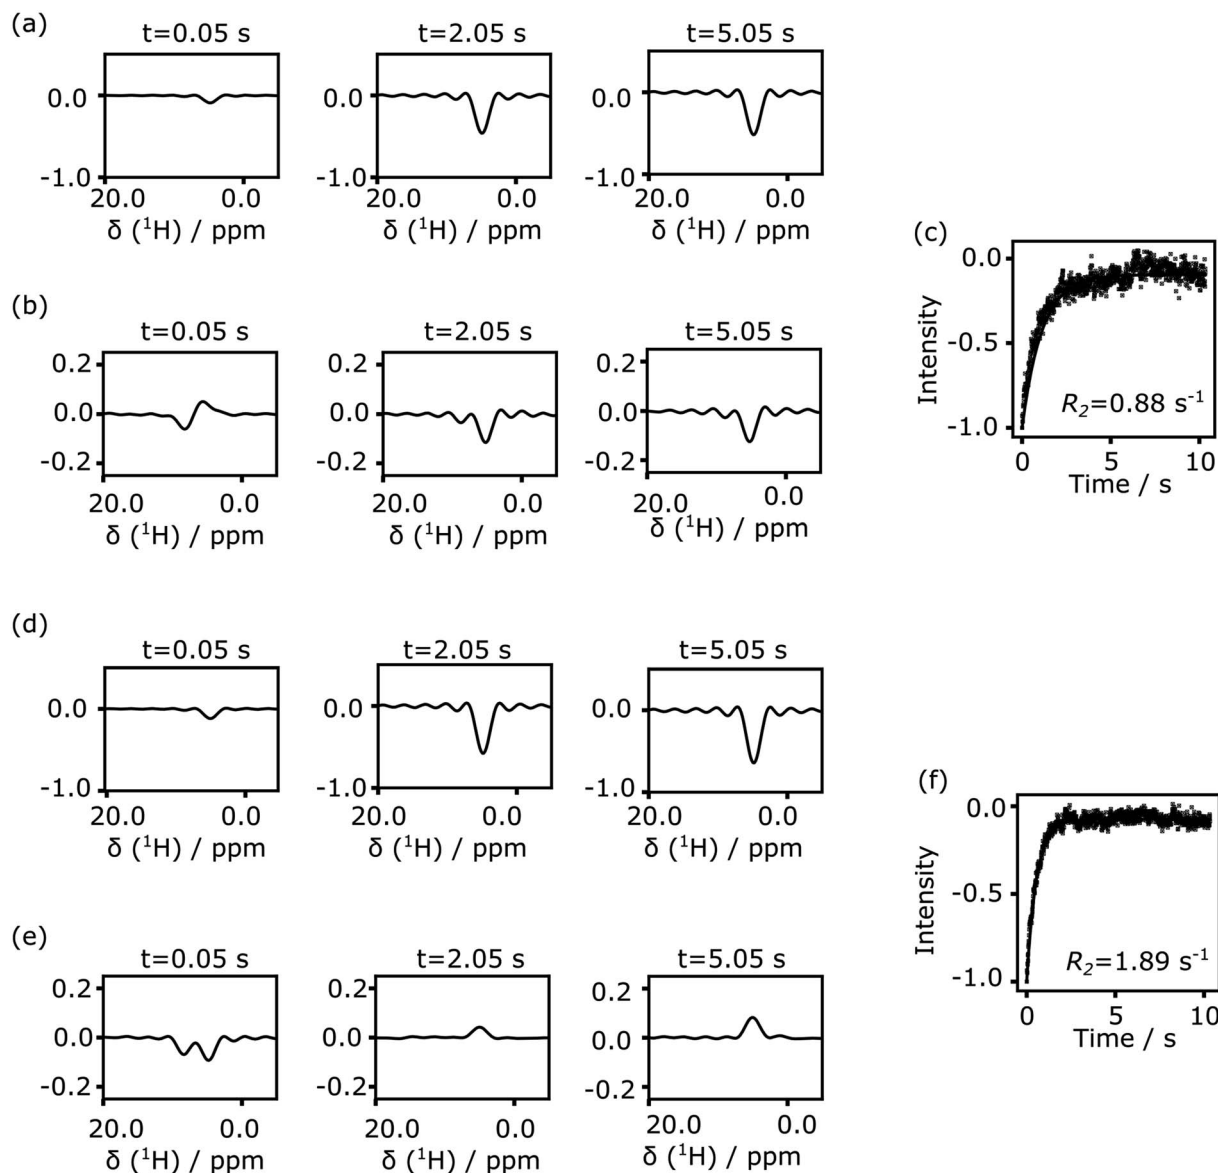 (a)
t=0.05 s t=2.05 s t=5.05 s
0.0 0.0 0.0
-1.0 -1.0 -1.0
20.0 0.0 20.0 0.0 20.0 0.0
δ (¹H) / ppm δ (¹H) / ppm δ (¹H) / ppm
(b)
t=0.05 s t=2.05 s t=5.05 s
0.2 0.2 0.2
0.0 0.0 0.0
-0.2 -0.2 -0.2
20.0 0.0 20.0 0.0 20.0 0.0
δ (¹H) / ppm δ (¹H) / ppm δ (¹H) / ppm
(c)
0.0
-0.5
-1.0
Intensity
R₂=0.88 s⁻¹
0 5 10
Time / s
(d)
t=0.05 s t=2.05 s t=5.05 s
0.0 0.0 0.0
-1.0 -1.0 -1.0
20.0 0.0 20.0 0.0 20.0 0.0
δ (¹H) / ppm δ (¹H) / ppm δ (¹H) / ppm
(e)
t=0.05 s t=2.05 s t=5.05 s
0.2 0.2 0.2
0.0 0.0 0.0
-0.2 -0.2 -0.2
20.0 0.0 20.0 0.0 20.0 0.0
δ (¹H) / ppm δ (¹H) / ppm δ (¹H) / ppm
(f)
0.0
-0.5
-1.0
Intensity
R₂=1.89 s⁻¹
0 5 10
Time / s